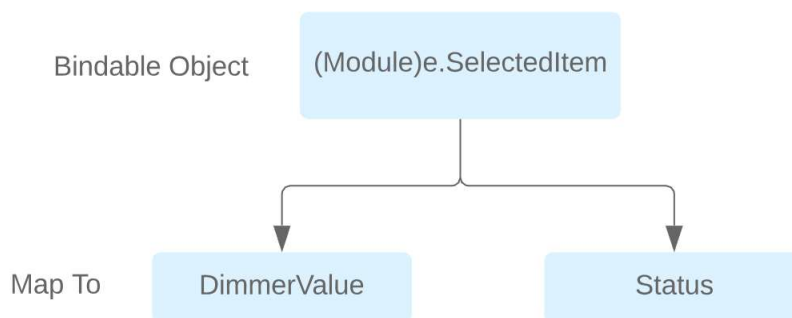 Bindable Object
(Module)e.SelectedItem
Map To
DimmerValue
Status